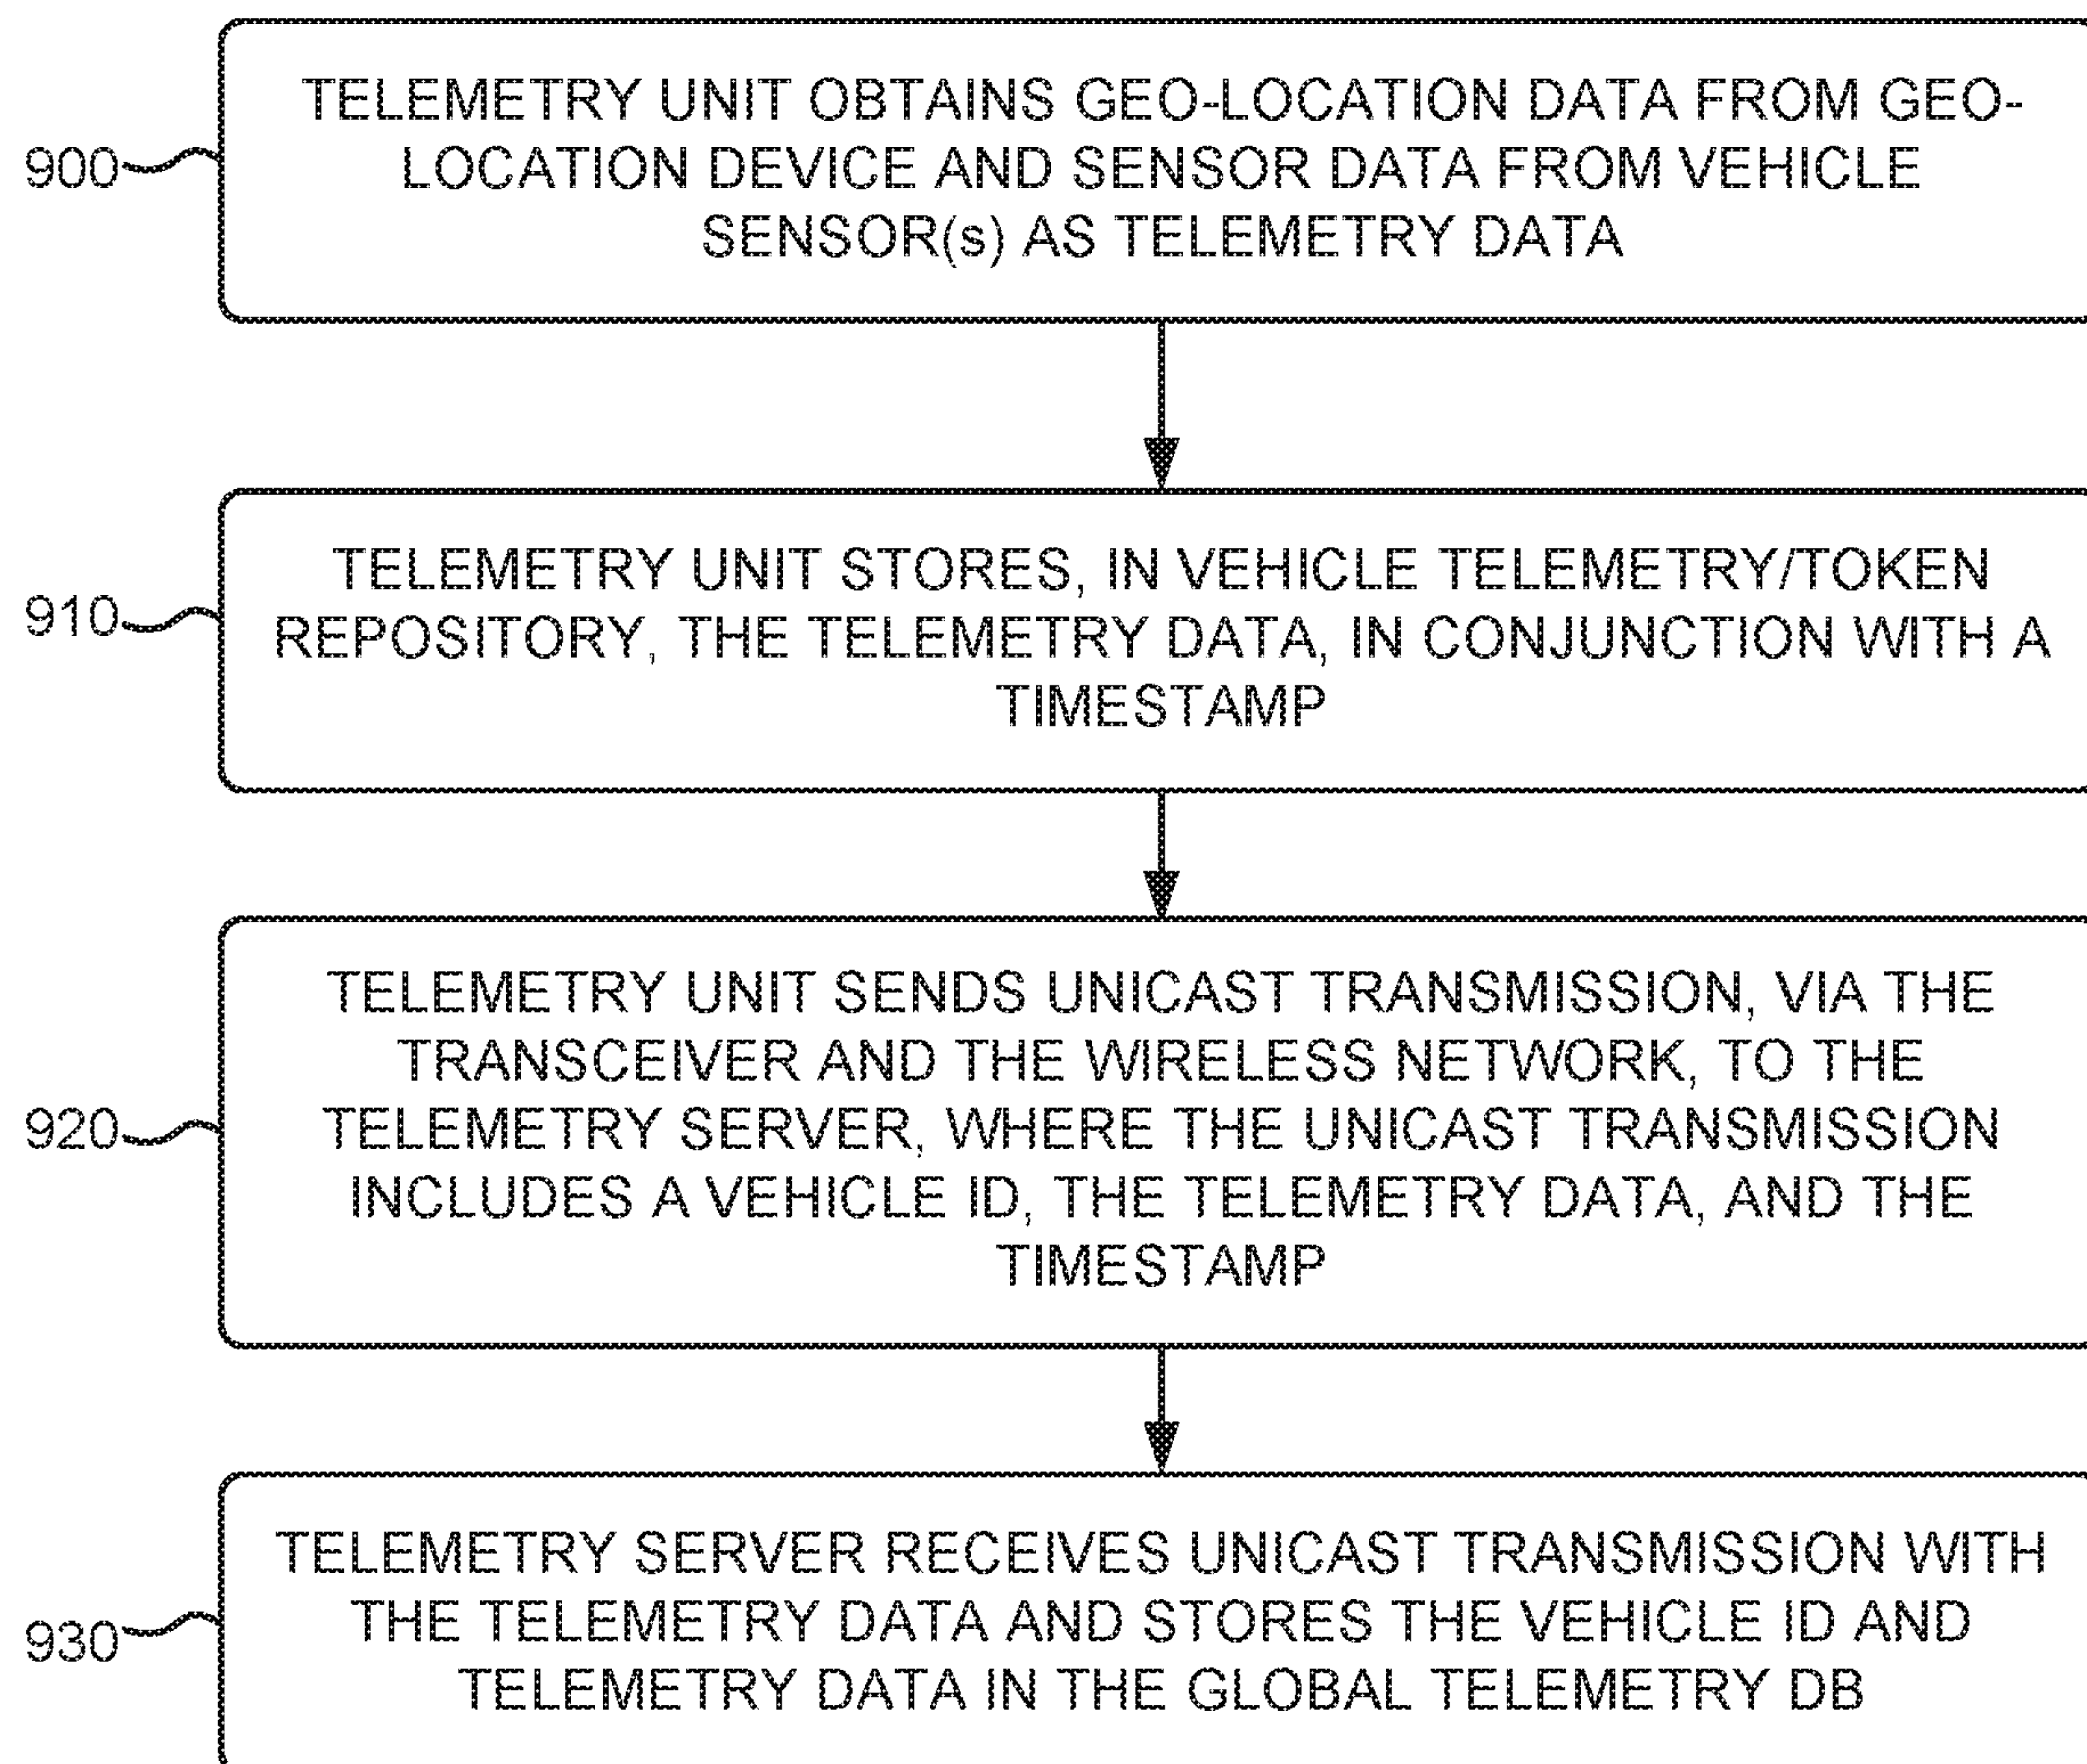 TELEMETRY UNIT OBTAINS GEO-LOCATION DATA FROM GEO-
900
LOCATION DEVICE AND SENSOR DATA FROM VEHICLE
SENSOR(s) AS TELEMETRY DATA
TELEMETRY UNIT STORES, IN VEHICLE TELEMETRY/TOKEN
910
REPOSITORY, THE TELEMETRY DATA, IN CONJUNCTION WITH A
TIMESTAMP
TELEMETRY UNIT SENDS UNICAST TRANSMISSION, VIA THE
TRANSCEIVER AND THE WIRELESS NETWORK, TO THE
920
TELEMETRY SERVER, WHERE THE UNICAST TRANSMISSION
INCLUDES A VEHICLE ID, THE TELEMETRY DATA, AND THE
TIMESTAMP
TELEMETRY SERVER RECEIVES UNICAST TRANSMISSION WITH
930
THE TELEMETRY DATA AND STORES THE VEHICLE ID AND
TELEMETRY DATA IN THE GLOBAL TELEMETRY DB